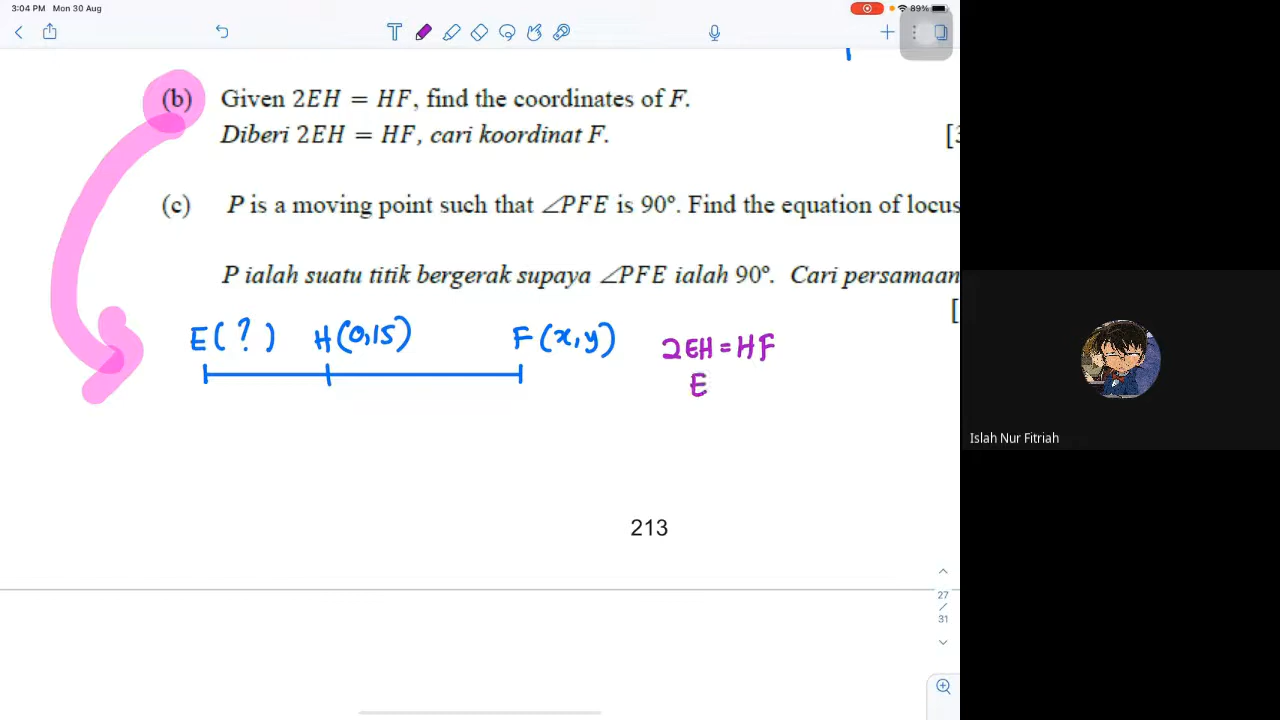 3:04 PM Mon 30 Aug
89%
T
(b) Given 2EH = HF, find the coordinates of F.
Diberi 2EH = HF, cari koordinat F.
[3
(c) P is a moving point such that ∠PFE is 90°. Find the equation of locus
P ialah suatu titik bergerak supaya ∠PFE ialah 90°. Cari persamaan
[
E(?) H(0,15) F(x,y) 2EH=HF
E
Islah Nur Fitriah
213
27
/
31